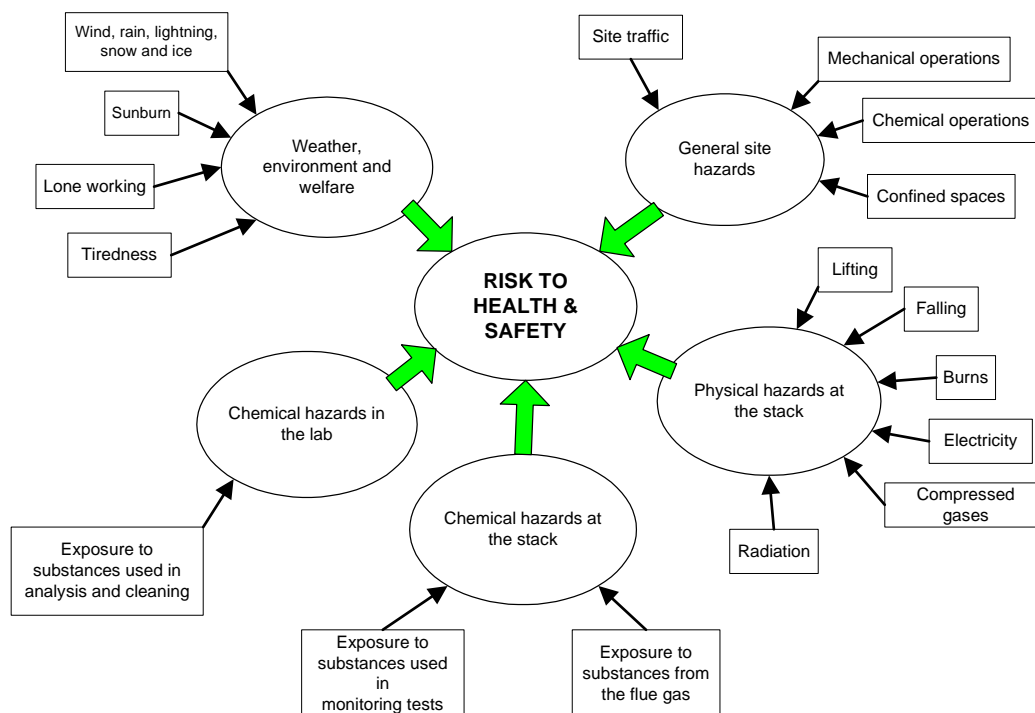 Wind, rain, lightning,
snow and ice
Sunburn
Lone working
Tiredness
Weather,
environment and
welfare
Site traffic
Mechanical operations
Chemical operations
Confined spaces
General site
hazards
RISK TO
HEALTH &
SAFETY
Lifting
Falling
Burns
Electricity
Compressed
gases
Radiation
Physical hazards at
the stack
Chemical hazards in
the lab
Exposure to
substances used in
analysis and cleaning
Chemical hazards at
the stack
Exposure to
substances used
in
monitoring tests
Exposure to
substances from
the flue gas